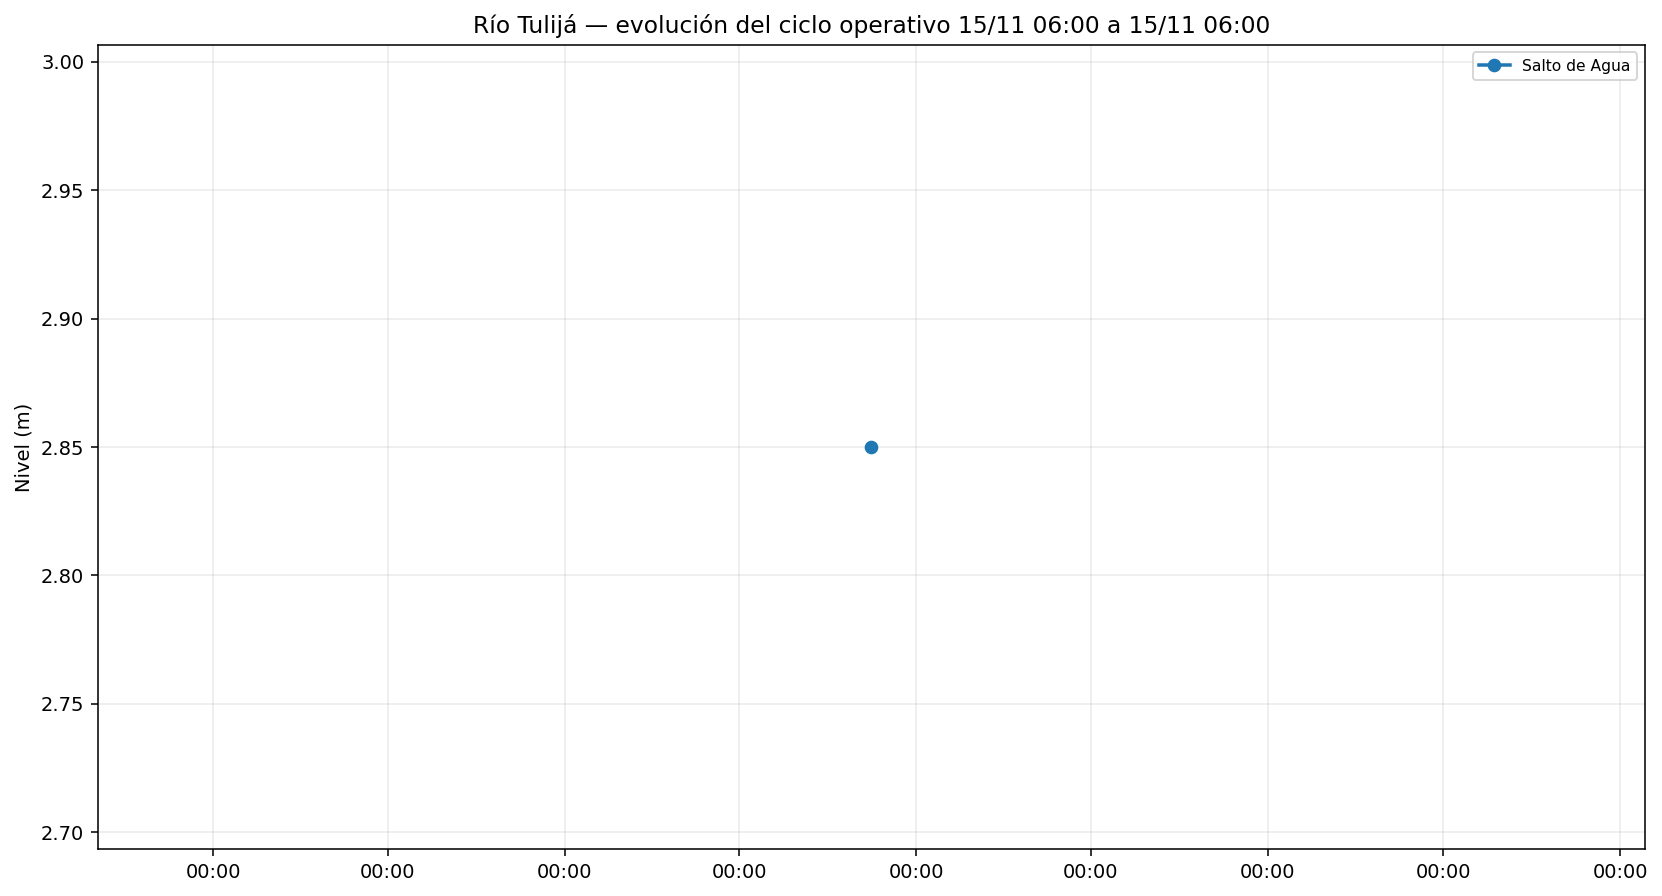 Río Tulijá — evolución del ciclo operativo 15/11 06:00 a 15/11 06:00
Salto de Agua
Nivel (m)
3.00
2.95
2.90
2.85
2.80
2.75
2.70
00:00 00:00 00:00 00:00 00:00 00:00 00:00 00:00 00:00